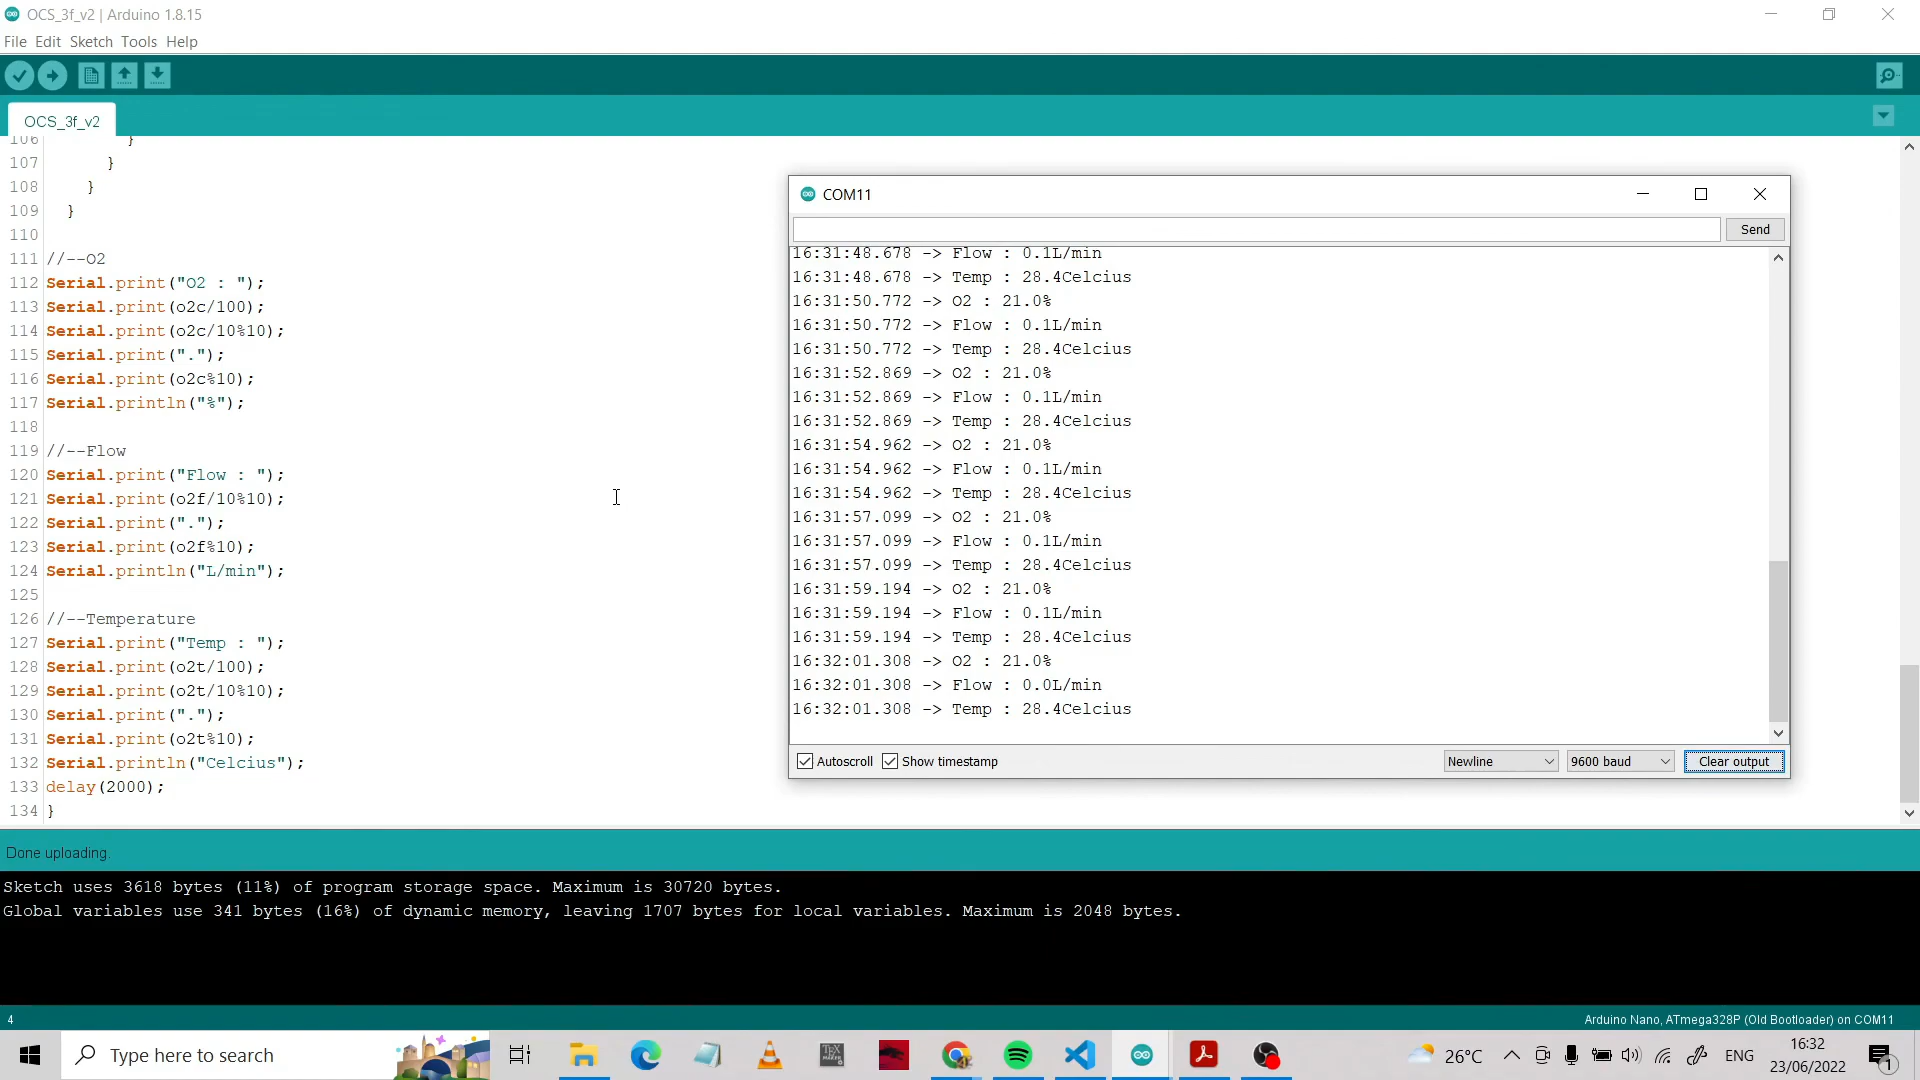 OCS_3f_v2 | Arduino 1.8.15
File Edit Sketch Tools Help
OCS_3f_v2
106 }
107 }
108 }
109 }
110
111 //--O2
112 Serial.print("O2 : ");
113 Serial.print(o2c/100);
114 Serial.print(o2c/10%10);
115 Serial.print(".");
116 Serial.print(o2c%10);
117 Serial.println("%");
118
119 //--Flow
120 Serial.print("Flow : ");
121 Serial.print(o2f/10%10);
122 Serial.print(".");
123 Serial.print(o2f%10);
124 Serial.println("L/min");
125
126 //--Temperature
127 Serial.print("Temp : ");
128 Serial.print(o2t/100);
129 Serial.print(o2t/10%10);
130 Serial.print(".");
131 Serial.print(o2t%10);
132 Serial.println("Celcius");
133 delay(2000);
134 }
COM11
Send
16:31:48.678 -> Flow : 0.1L/min
16:31:48.678 -> Temp : 28.4Celcius
16:31:50.772 -> O2 : 21.0%
16:31:50.772 -> Flow : 0.1L/min
16:31:50.772 -> Temp : 28.4Celcius
16:31:52.869 -> O2 : 21.0%
16:31:52.869 -> Flow : 0.1L/min
16:31:52.869 -> Temp : 28.4Celcius
16:31:54.962 -> O2 : 21.0%
16:31:54.962 -> Flow : 0.1L/min
16:31:54.962 -> Temp : 28.4Celcius
16:31:57.099 -> O2 : 21.0%
16:31:57.099 -> Flow : 0.1L/min
16:31:57.099 -> Temp : 28.4Celcius
16:31:59.194 -> O2 : 21.0%
16:31:59.194 -> Flow : 0.1L/min
16:31:59.194 -> Temp : 28.4Celcius
16:32:01.308 -> O2 : 21.0%
16:32:01.308 -> Flow : 0.0L/min
16:32:01.308 -> Temp : 28.4Celcius
Autoscroll Show timestamp Newline 9600 baud Clear output
Done uploading.
Sketch uses 3618 bytes (11%) of program storage space. Maximum is 30720 bytes.
Global variables use 341 bytes (16%) of dynamic memory, leaving 1707 bytes for local variables. Maximum is 2048 bytes.
4 Arduino Nano, ATmega328P (Old Bootloader) on COM11
Type here to search 26°C ENG 16:32
23/06/2022 1